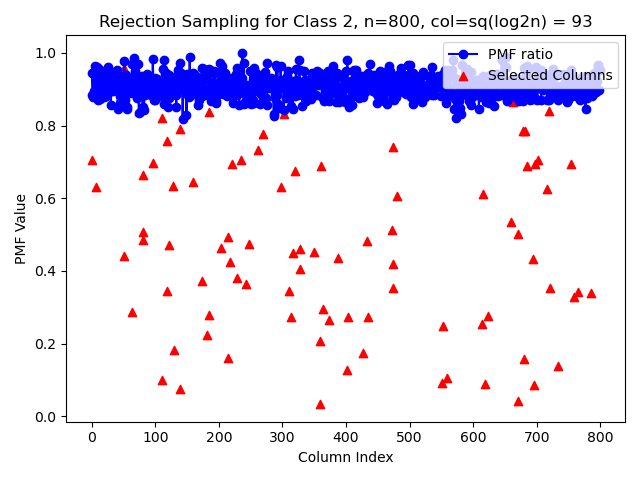 Rejection Sampling for Class 2, n=800, col=sq(log2n) = 93
PMF ratio
Selected Columns
1.0
0.8
0.6
0.4
0.2
0.0
PMF Value
0 100 200 300 400 500 600 700 800
Column Index